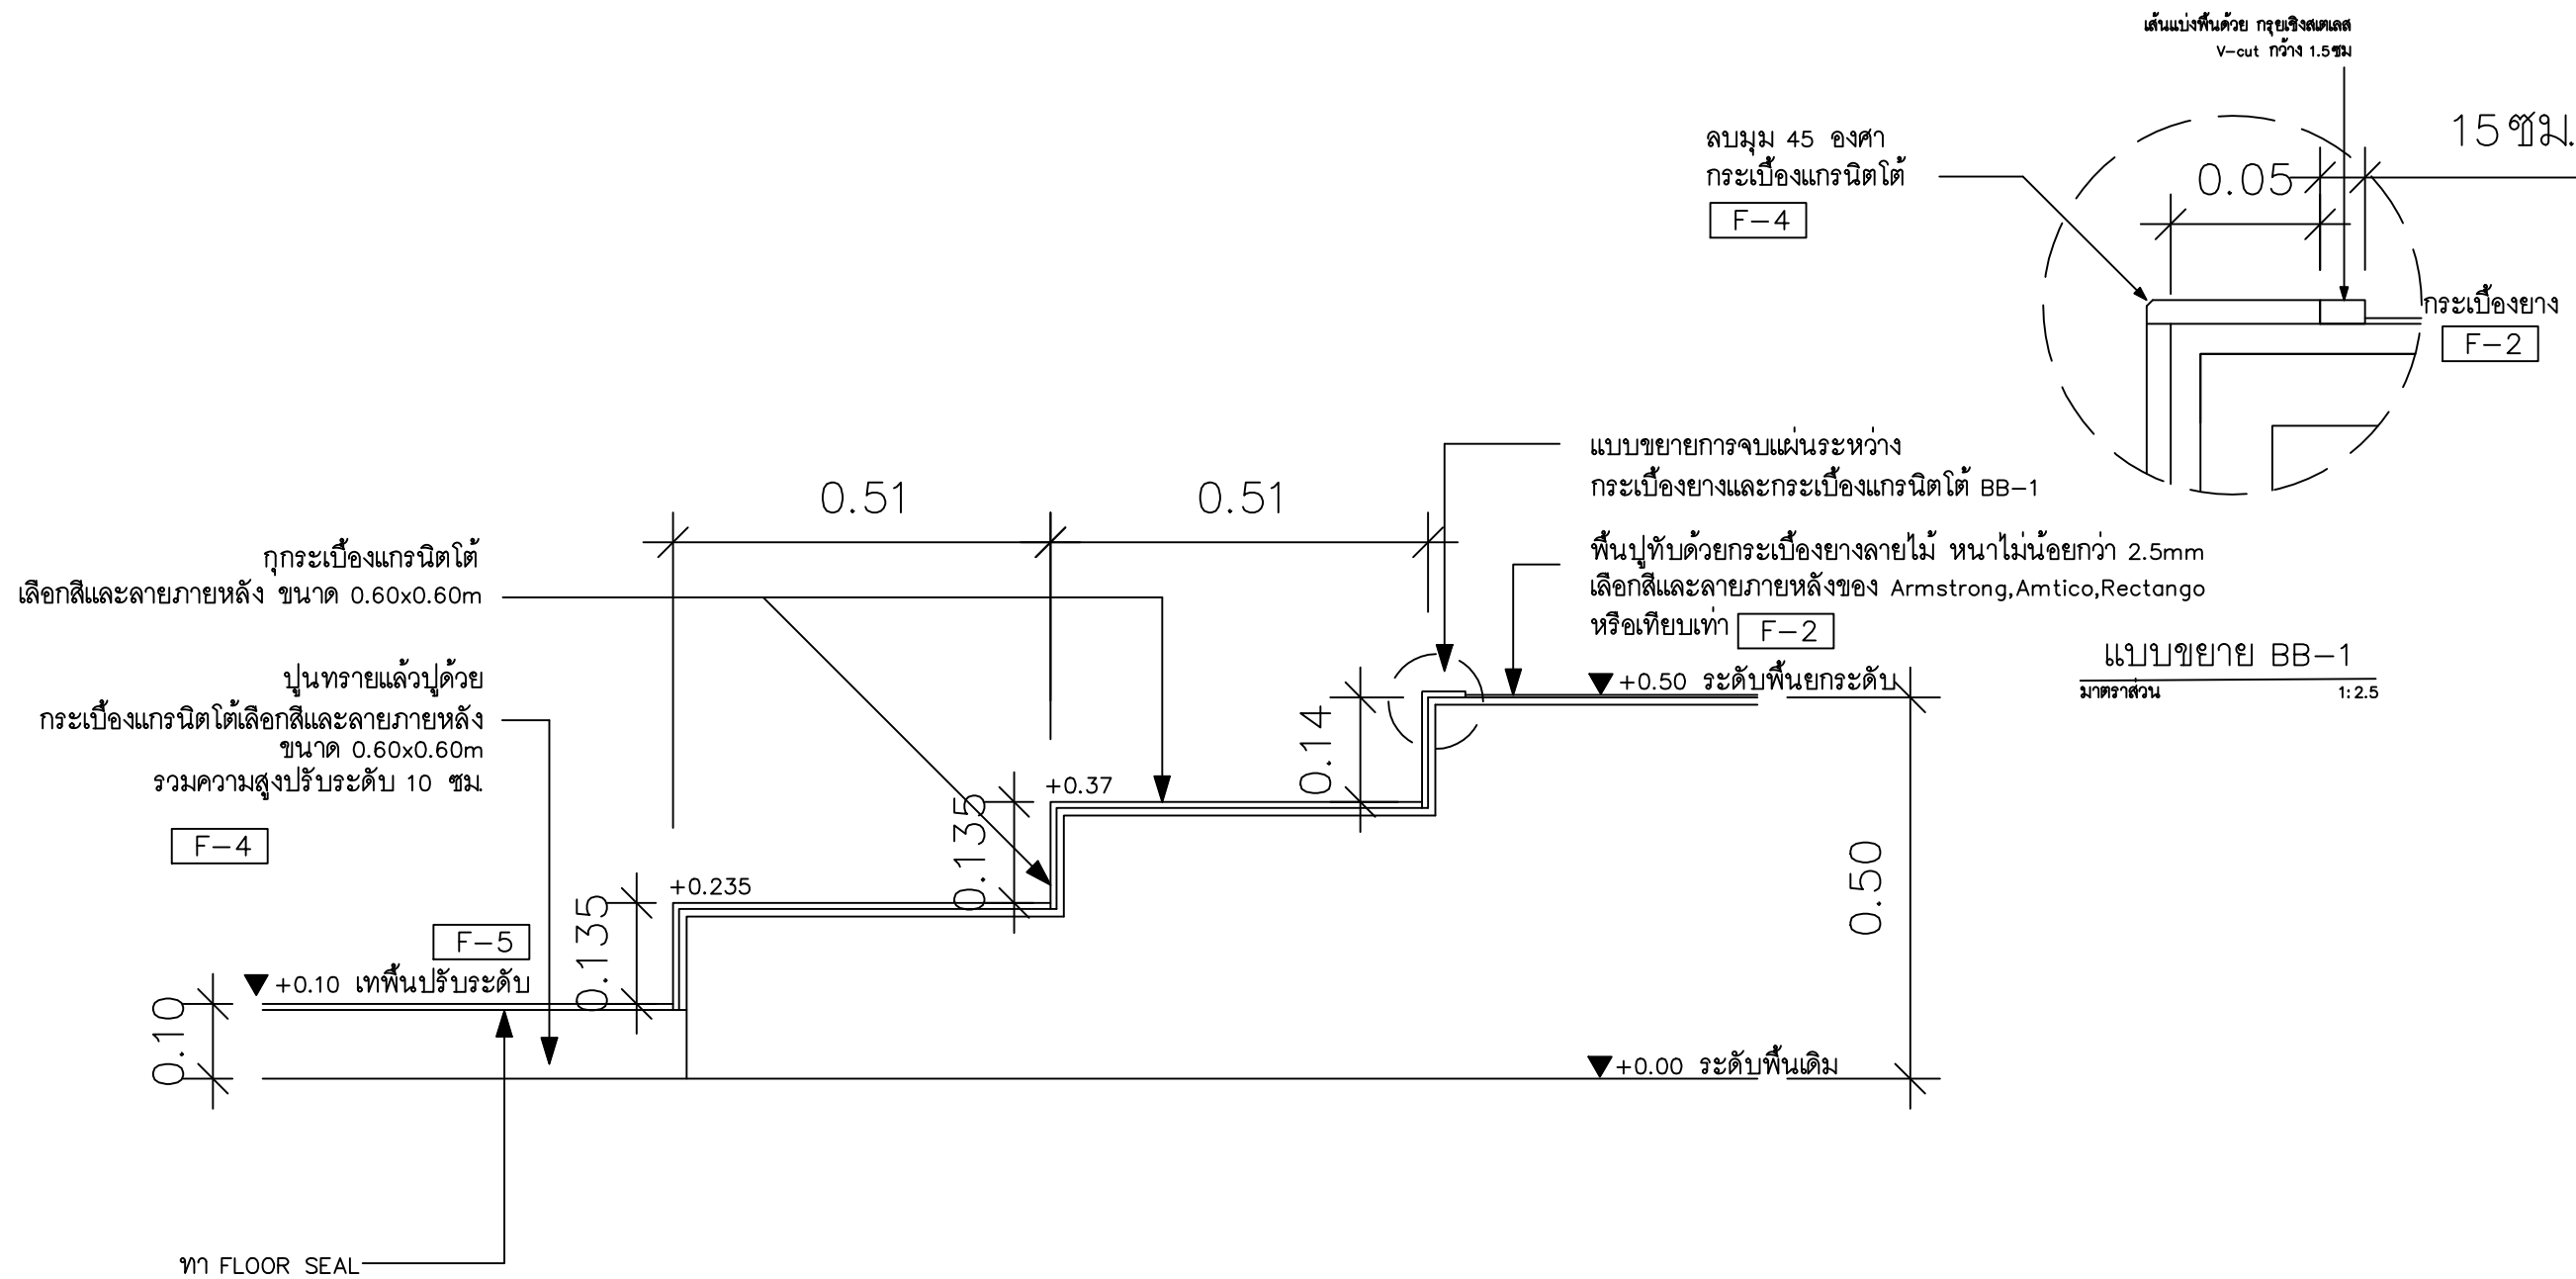 เส้นแบ่งพื้นด้วย กรุยเชิงสเตเลส
V-cut กว้าง 1.5ซม
15ซม.
ลบมุม 45 องศา
กระเบื้องแกรนิตโต้
F-4
0.05
กระเบื้องยาง
F-2
แบบขยายการจบแผ่นระหว่าง
กระเบื้องยางและกระเบื้องแกรนิตโต้ BB-1
0.51
0.51
กุกระเบื้องแกรนิตโต้
เลือกสีและลายภายหลัง ขนาด 0.60x0.60m
พื้นปูทับด้วยกระเบื้องยางลายไม้ หนาไม่น้อยกว่า 2.5mm
เลือกสีและลายภายหลังของ Armstrong,Amtico,Rectango
หรือเทียบเท่า F-2
แบบขยาย BB-1
มาตราส่วน 1:2.5
ปูนทรายแล้วปูด้วย
กระเบื้องแกรนิตโต้เลือกสีและลายภายหลัง
ขนาด 0.60x0.60m
รวมความสูงปรับระดับ 10 ซม.
F-4
+0.50 ระดับพื้นยกระดับ
0.14
+0.37
0.135
+0.235
0.135
0.50
F-5
+0.10 เทพื้นปรับระดับ
0.10
+0.00 ระดับพื้นเดิม
ทา FLOOR SEAL